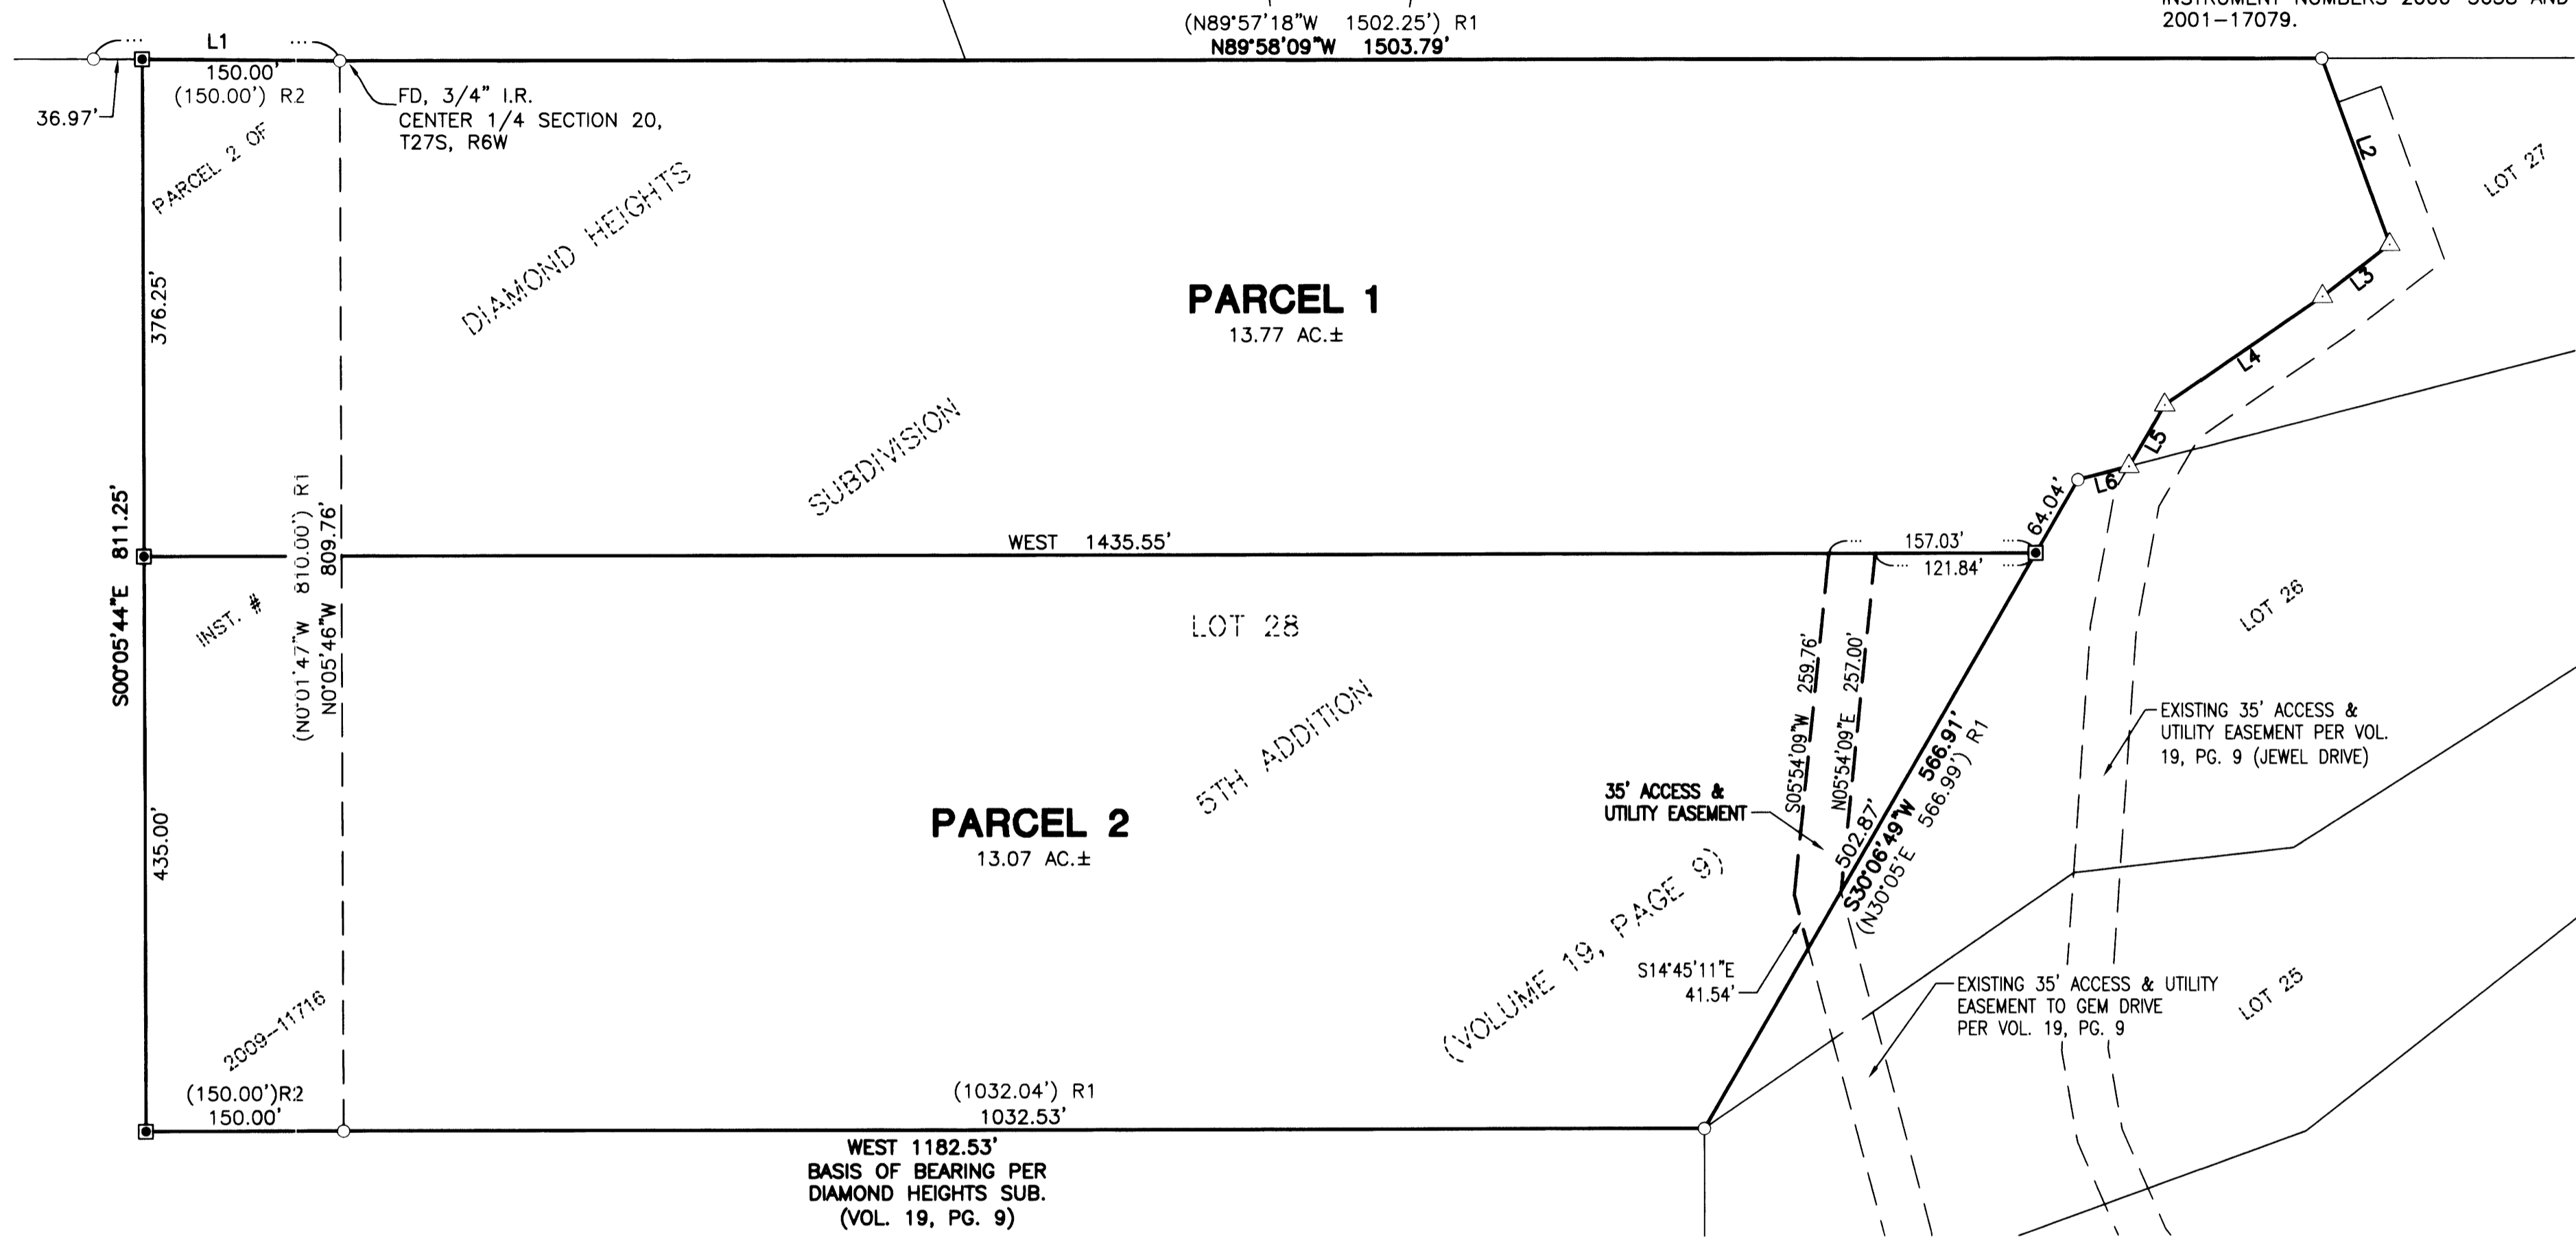 2001-17079.
(N89°57'18"W 1502.25') R1
N89°58'09"W 1503.79'
L1
150.00'
(150.00') R2
36.97'
FD, 3/4" I.R.
CENTER 1/4 SECTION 20,
T27S, R6W
PARCEL 2 OF
DIAMOND HEIGHTS
L2
LOT 27
L3
376.25'
PARCEL 1
13.77 AC.±
L4
SUBDIVISION
L5
L6
64.04'
S00°05'44"E 811.25'
(N0°01'47"W 810.00') R1
N0°05'46"W 809.76'
WEST 1435.55'
157.03'
121.84'
INST. #
LOT 28
LOT 26
S05°54'09"W 259.76'
N05°54'09"E 257.00'
5TH ADDITION
EXISTING 35' ACCESS &
UTILITY EASEMENT PER VOL.
19, PG. 9 (JEWEL DRIVE)
35' ACCESS &
UTILITY EASEMENT
502.87'
S30°06'49"W 566.91'
(N30°05'E 566.99') R1
435.00'
PARCEL 2
13.07 AC.±
(VOLUME 19, PAGE 9)
S14°45'11"E
41.54'
EXISTING 35' ACCESS & UTILITY
EASEMENT TO GEM DRIVE
PER VOL. 19, PG. 9
LOT 25
2009-11716
(150.00')R2
150.00'
(1032.04') R1
1032.53'
WEST 1182.53'
BASIS OF BEARING PER
DIAMOND HEIGHTS SUB.
(VOL. 19, PG. 9)